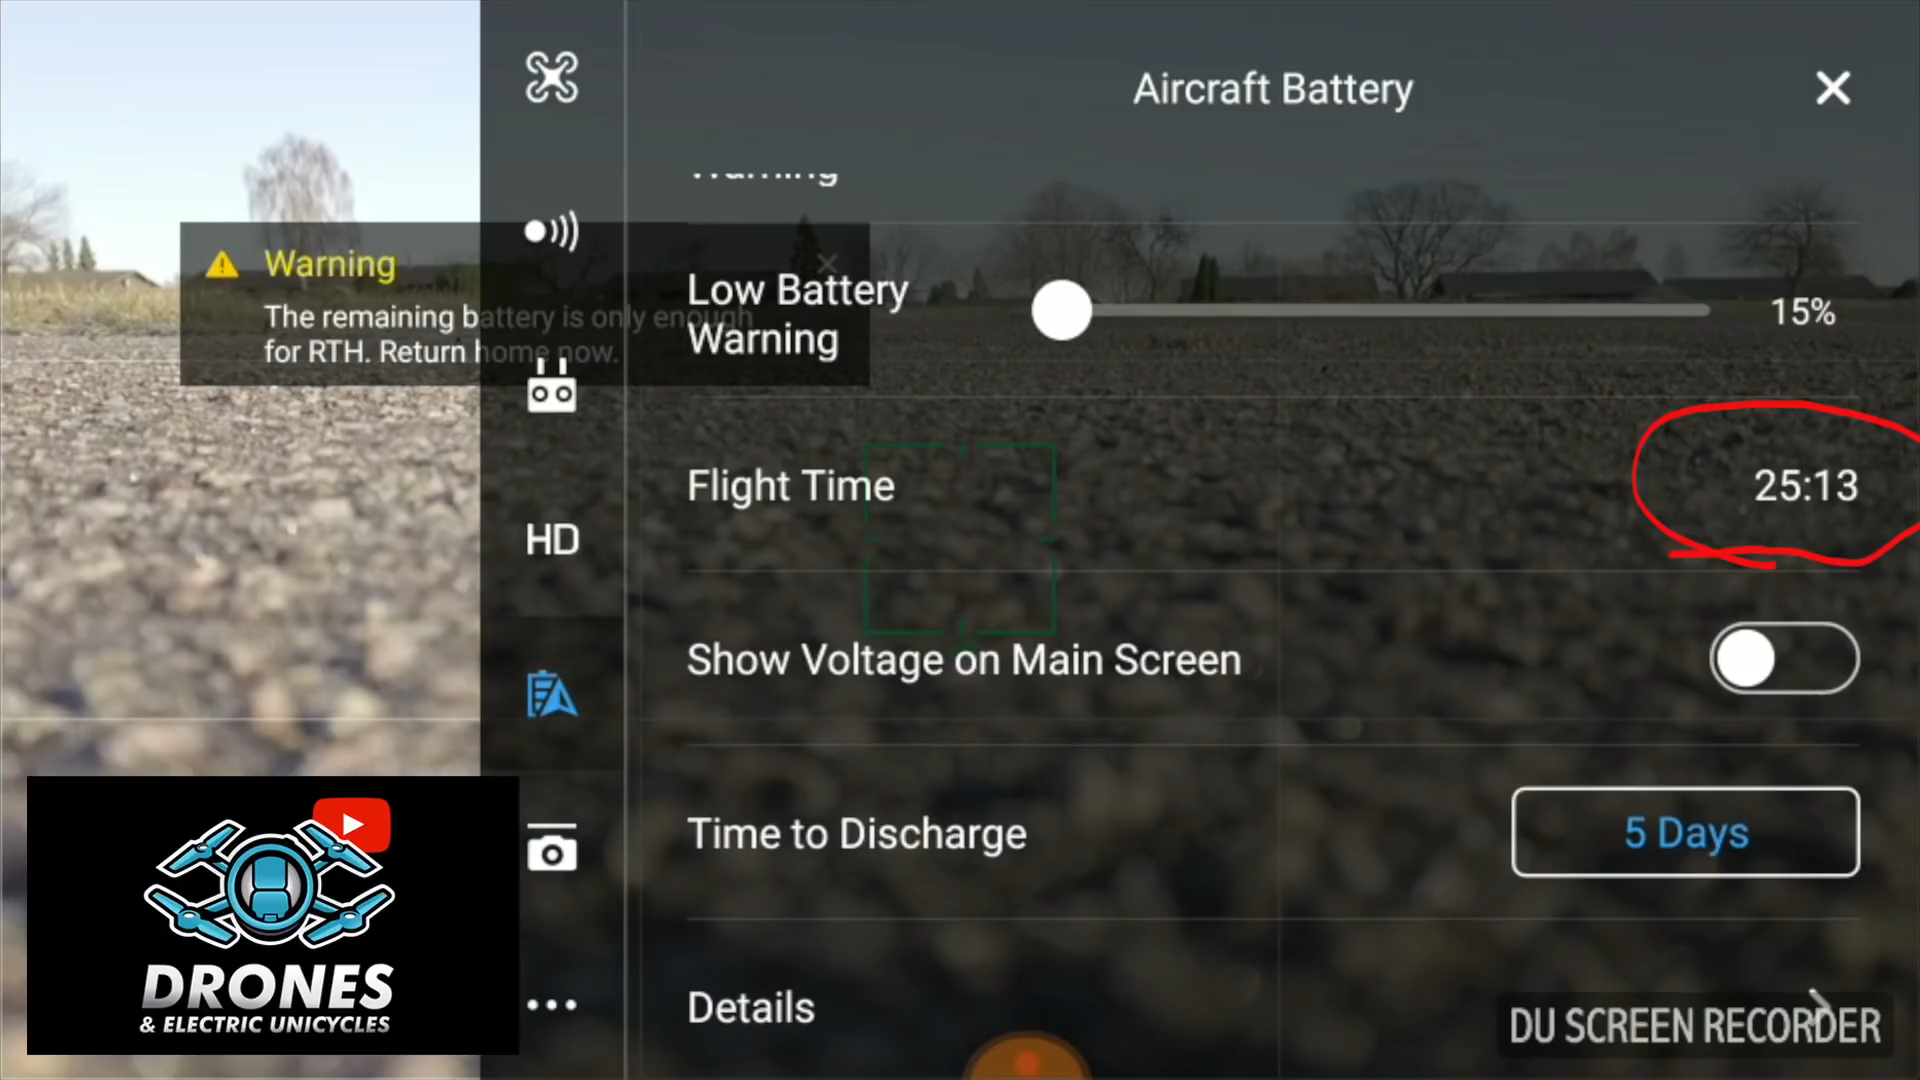 Aircraft Battery
Warning
Warning
The remaining battery is only enough
for RTH. Return home now.
Low Battery
Warning
15%
Flight Time
25:13
HD
Show Voltage on Main Screen
Time to Discharge
5 Days
Details
DRONES
& ELECTRIC UNICYCLES
DU SCREEN RECORDER